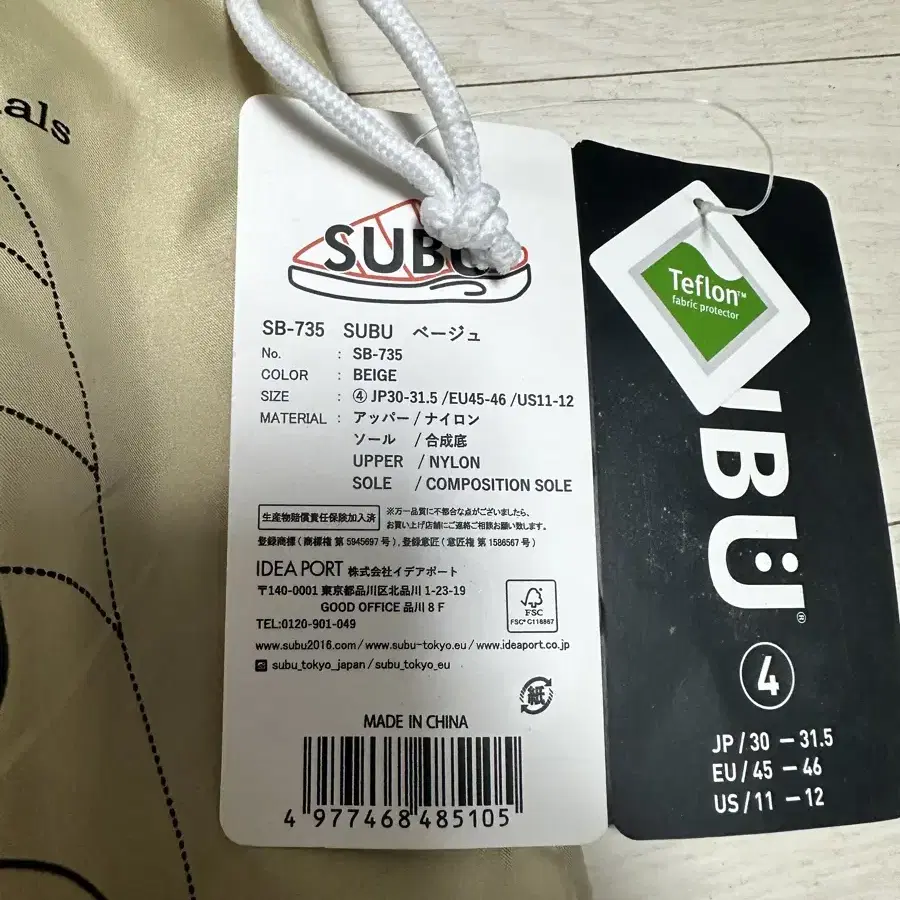 als
SUBU
SB-735 SUBU ベージュ
No. : SB-735
COLOR : BEIGE
SIZE : ④ JP30-31.5 /EU45-46 /US11-12
MATERIAL : アッパー / ナイロン
ソール / 合成底
UPPER / NYLON
SOLE / COMPOSITION SOLE
生産物賠償責任保険加入済
※万一品質に不都合な点がございましたら、
お買い上げ店舗にご連絡ご相談お願い致します。
登録商標 ( 商標権 第 5945697 号 ) , 登録意匠 ( 意匠権 第 1586567 号 )
IDEA PORT 株式会社イデアポート
〒140-0001 東京都品川区北品川 1-23-19
GOOD OFFICE 品川 8 F
TEL:0120-901-049
FSC
FSC® C116867
www.subu2016.com / www.subu-tokyo.eu / www.ideaport.co.jp
subu_tokyo_japan / subu_tokyo_eu
紙
MADE IN CHINA
4 977468 485105
Teflon™
fabric protector
UBU®
4
JP / 30 – 31.5
EU / 45 – 46
US / 11 – 12